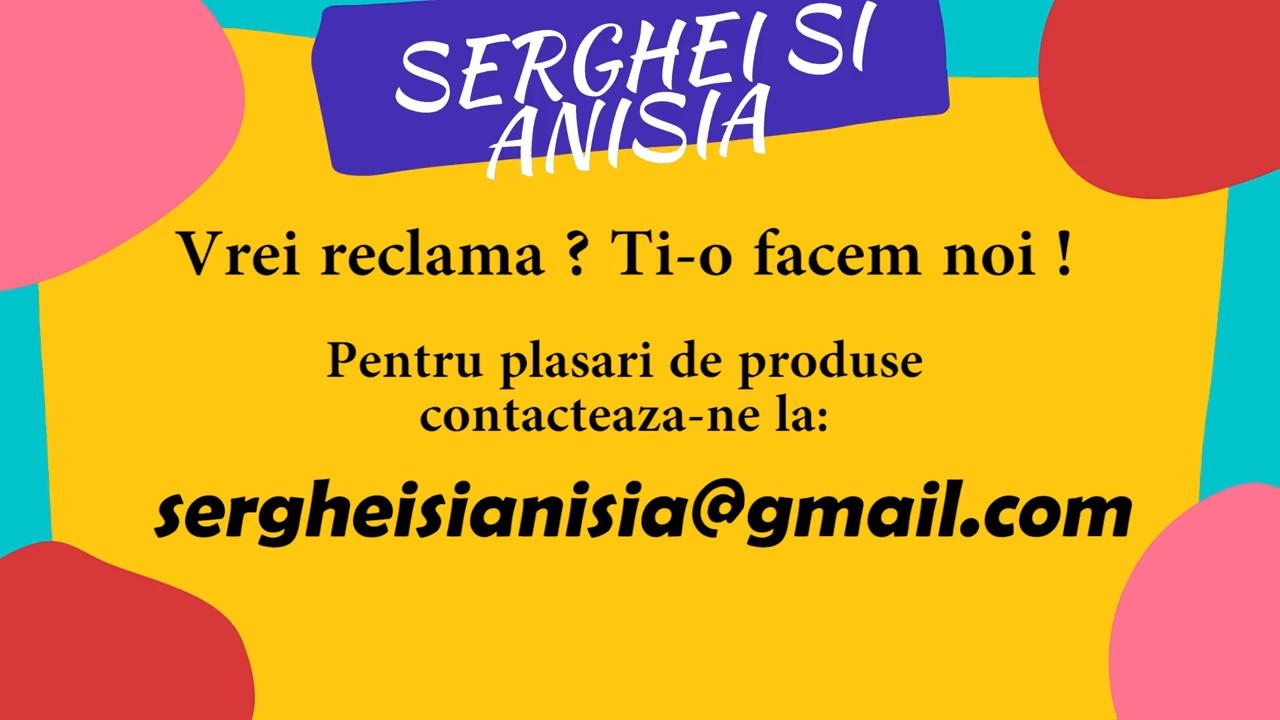 SERGHEI SI
ANISIA
Vrei reclama ? Ti-o facem noi !
Pentru plasari de produse
contacteaza-ne la:
sergheisianisia@gmail.com